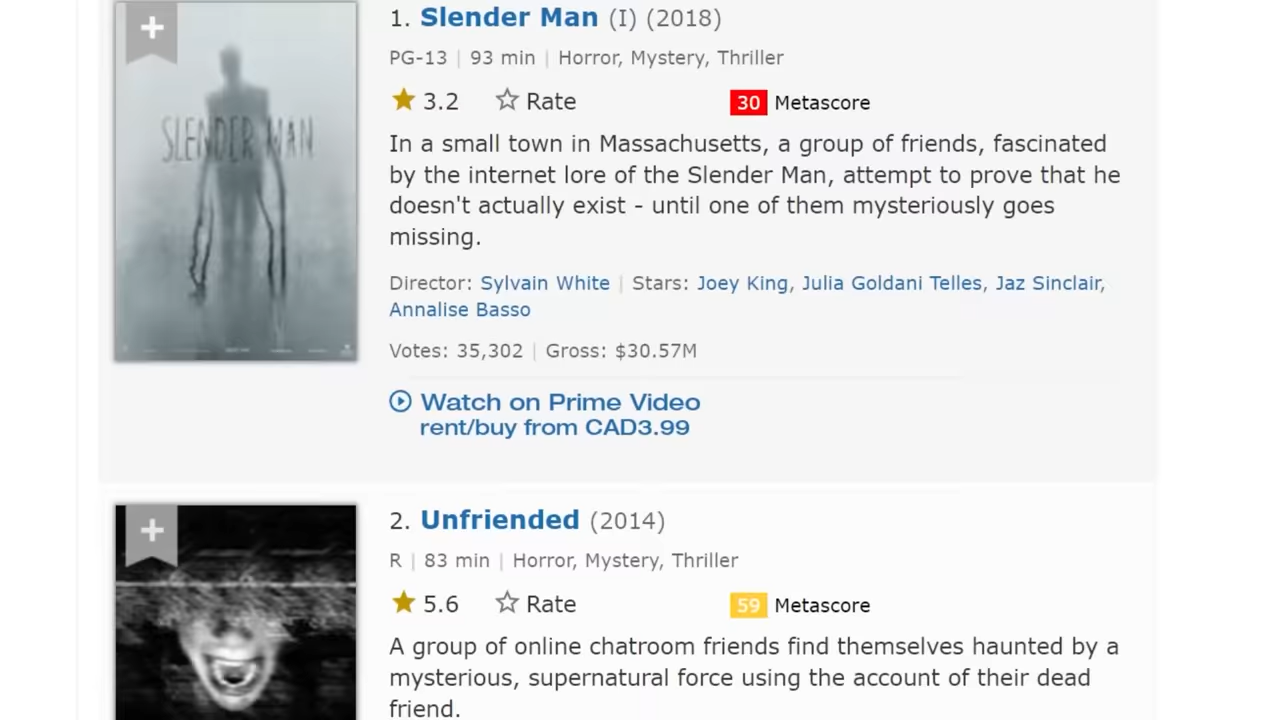 1. Slender Man (I) (2018)
PG-13 | 93 min | Horror, Mystery, Thriller
3.2 Rate 30 Metascore
SLENDER MAN
In a small town in Massachusetts, a group of friends, fascinated
by the internet lore of the Slender Man, attempt to prove that he
doesn't actually exist - until one of them mysteriously goes
missing.
Director: Sylvain White | Stars: Joey King, Julia Goldani Telles, Jaz Sinclair,
Annalise Basso
Votes: 35,302 | Gross: $30.57M
Watch on Prime Video
rent/buy from CAD3.99
2. Unfriended (2014)
R | 83 min | Horror, Mystery, Thriller
5.6 Rate 59 Metascore
A group of online chatroom friends find themselves haunted by a
mysterious, supernatural force using the account of their dead
friend.